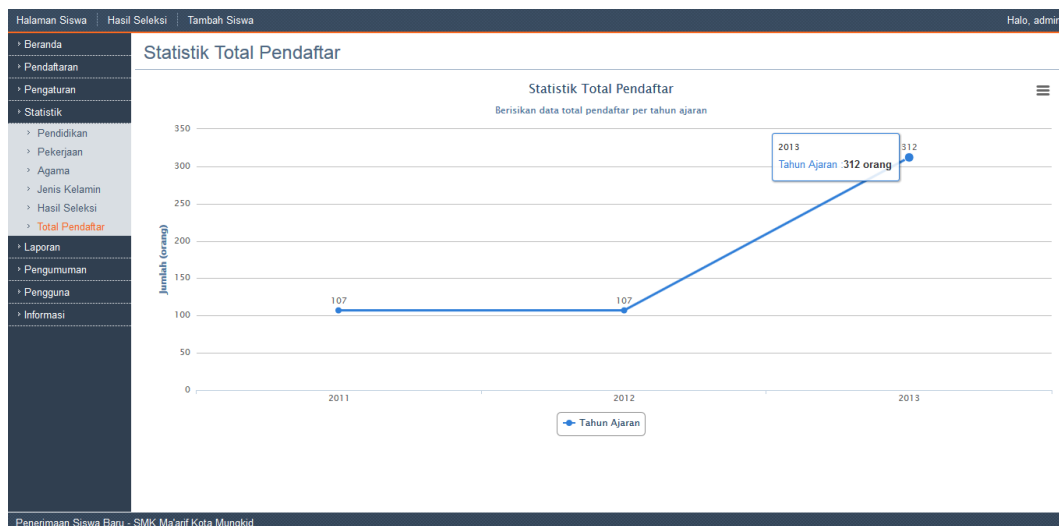 Halaman Siswa Hasil Seleksi Tambah Siswa Halo, admin
Beranda
Pendaftaran
Pengaturan
Statistik
Pendidikan
Pekerjaan
Agama
Jenis Kelamin
Hasil Seleksi
Total Pendaftar
Laporan
Pengumuman
Pengguna
Informasi
Statistik Total Pendaftar
Statistik Total Pendaftar
Berisikan data total pendaftar per tahun ajaran
Jumlah (orang)
350
300
250
200
150
100
50
0
107
107
312
2013
Tahun Ajaran :312 orang
2011 2012 2013
Tahun Ajaran
Penerimaan Siswa Baru - SMK Ma'arif Kota Mungkid